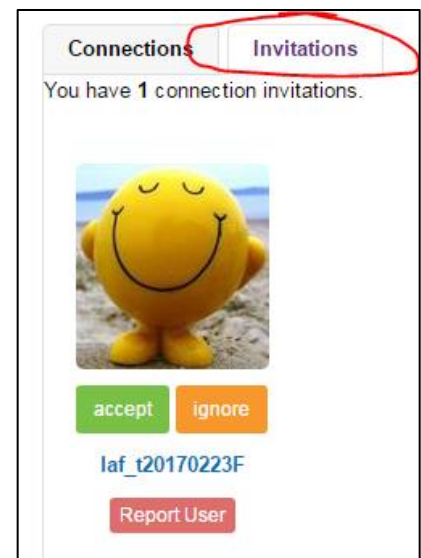 Connections Invitations
You have 1 connection invitations.
accept ignore
laf_t20170223F
Report User